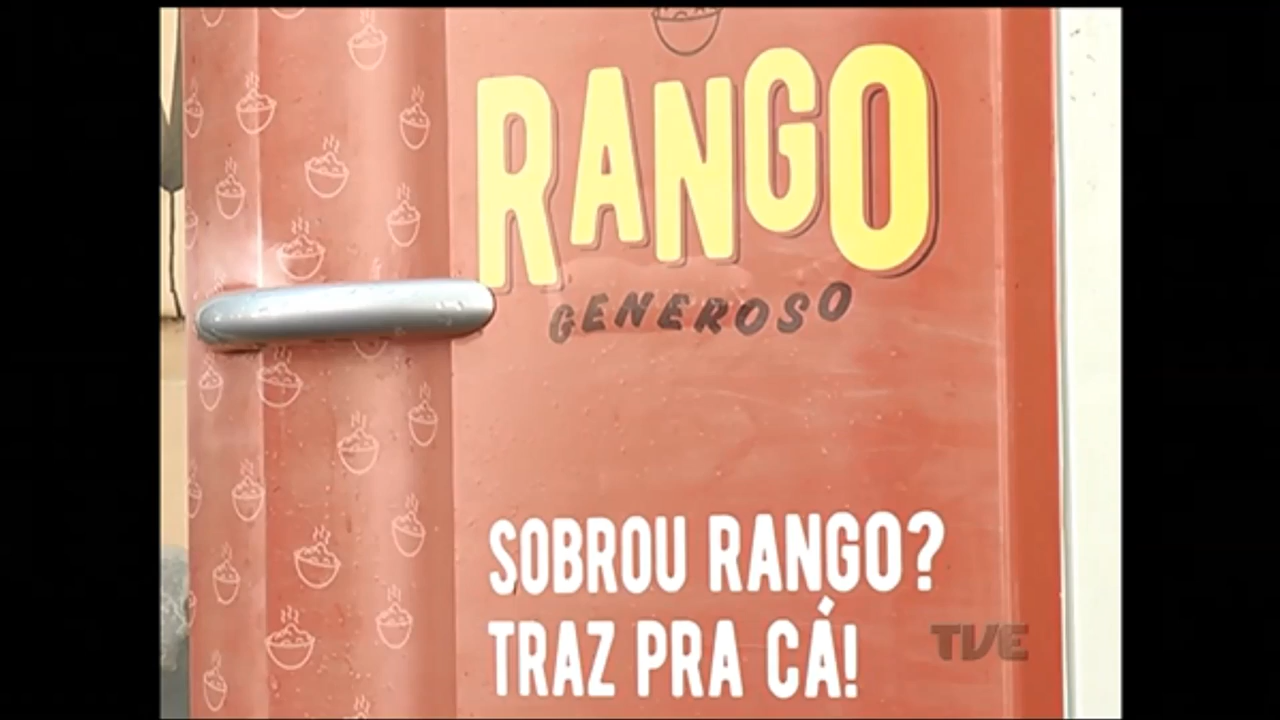 RANGO
GENEROSO
SOBROU RANGO?
TRAZ PRA CÁ!
TVE